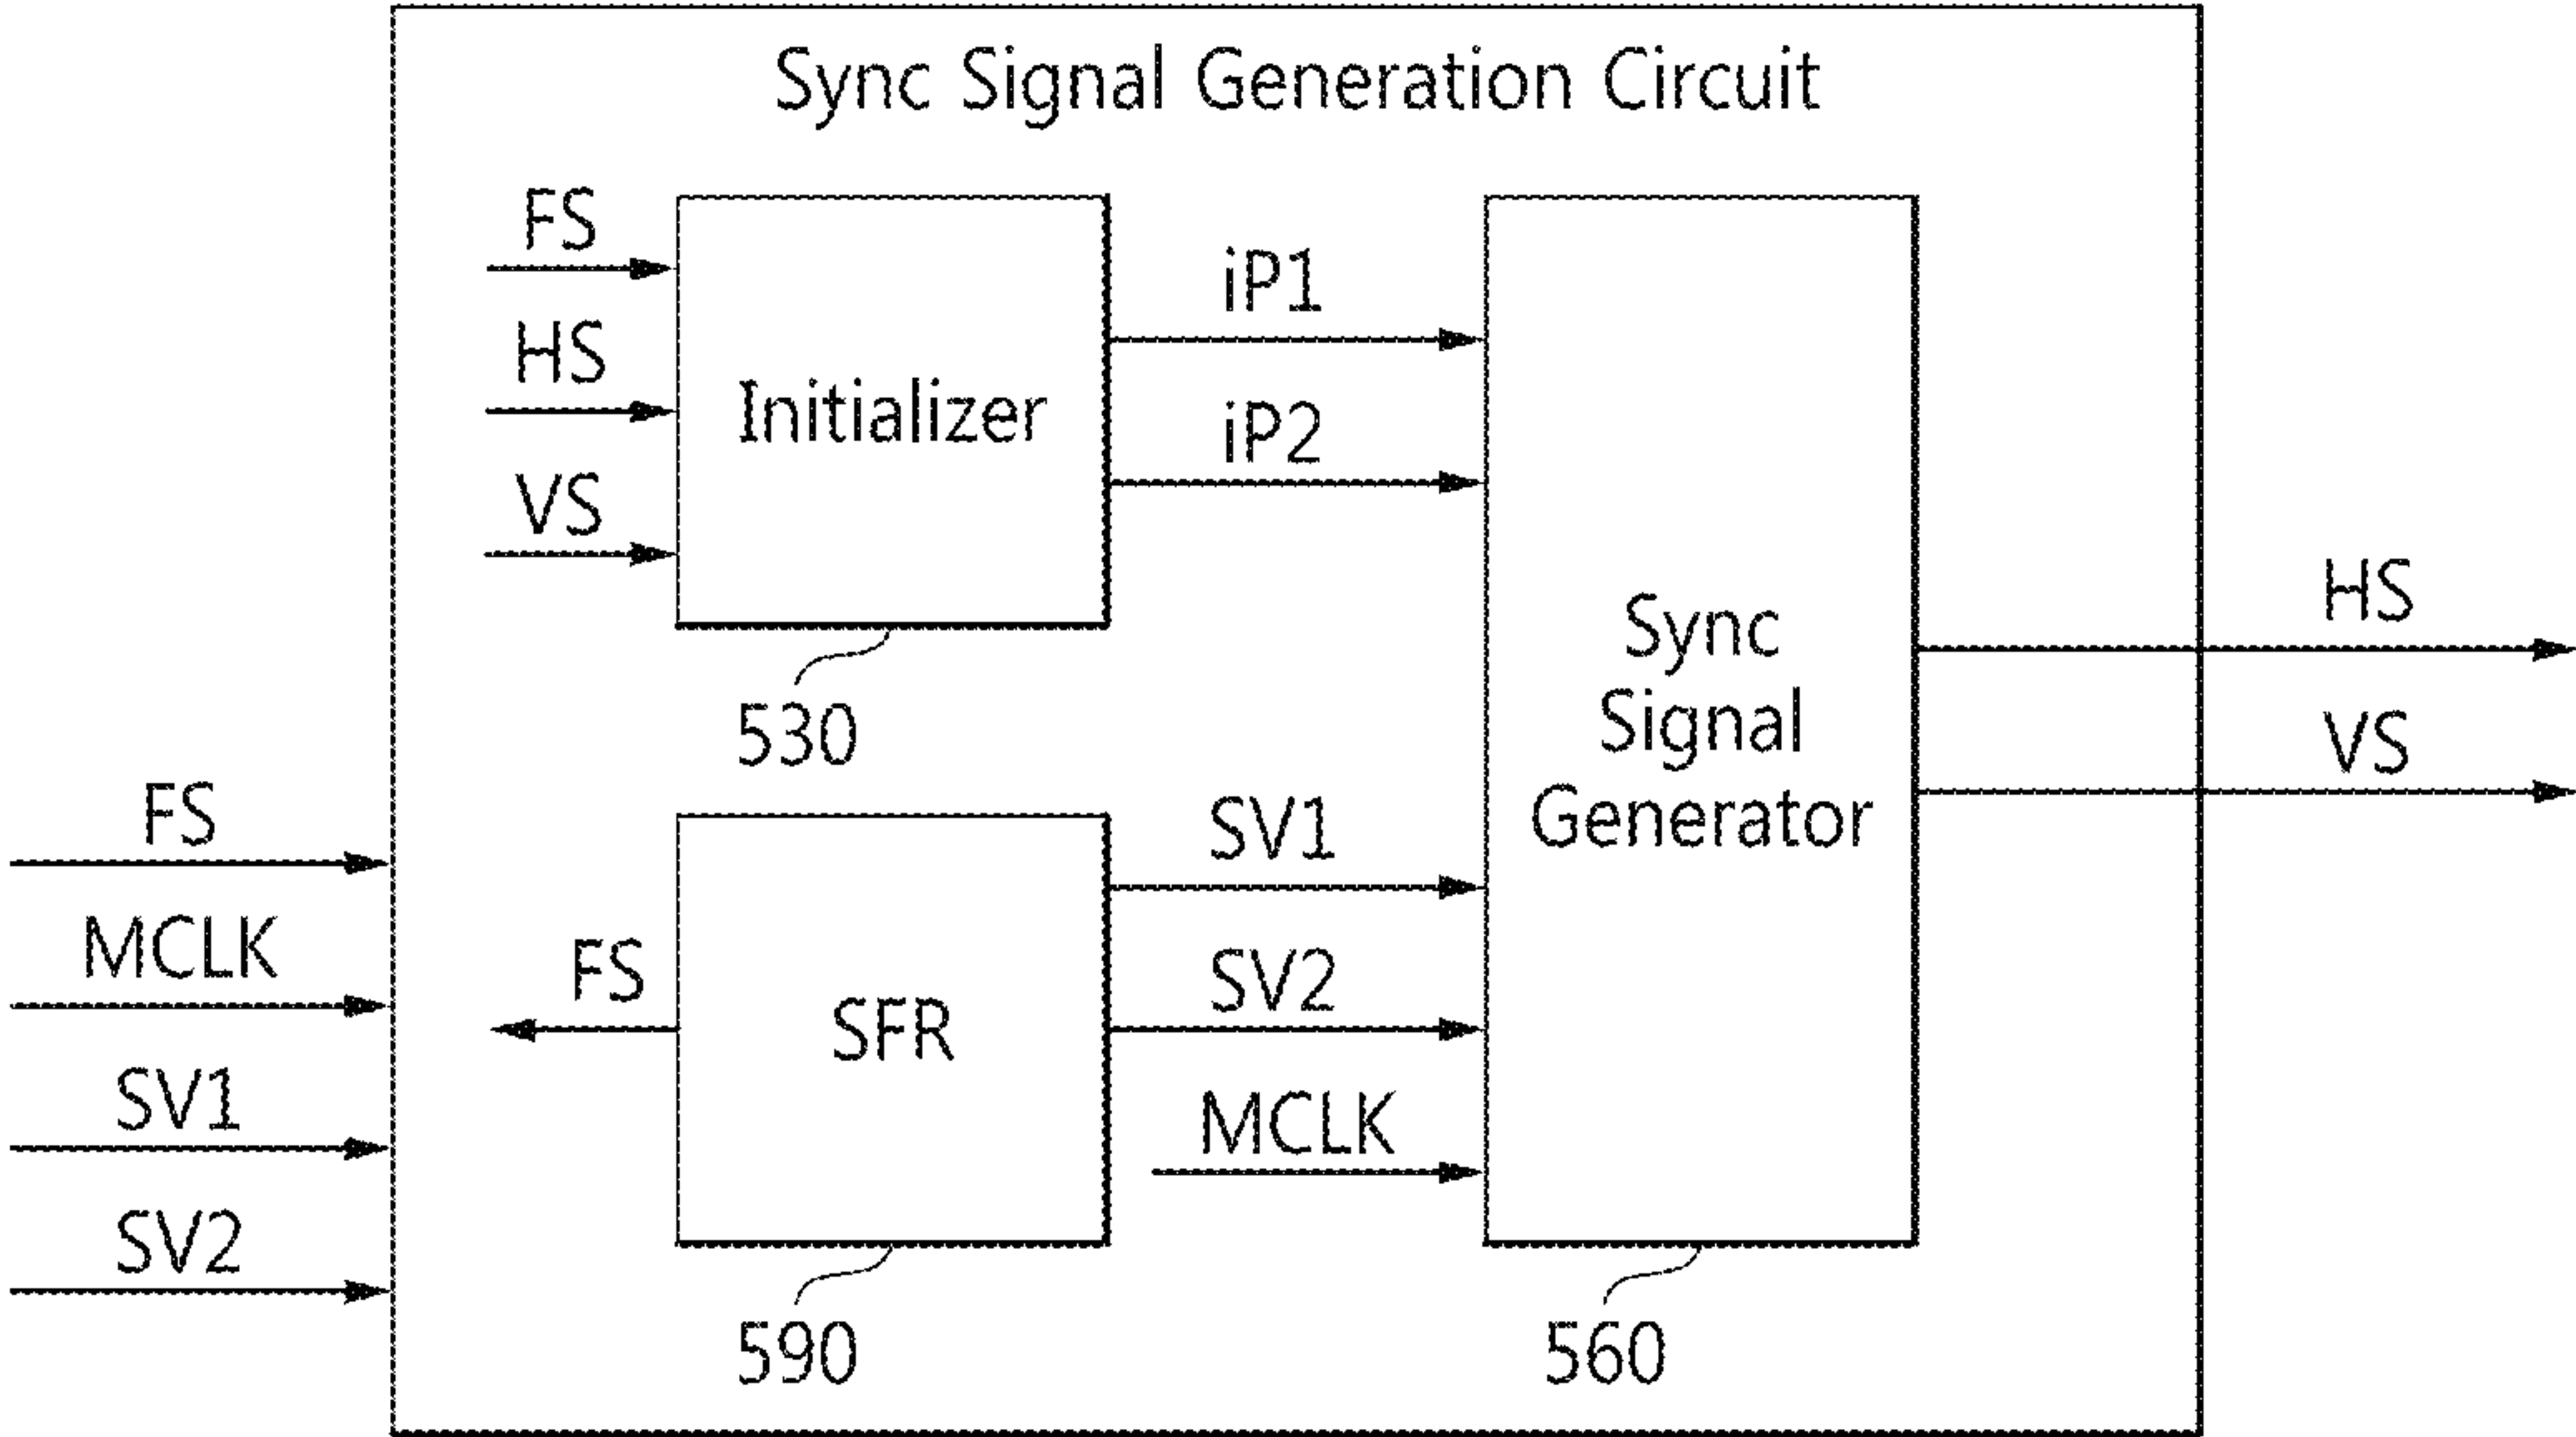 Sync Signal Generation Circuit
FS
HS
VS
Initializer
iP1
iP2
530
FS
MCLK
SV1
SV2
FS
SFR
SV1
SV2
MCLK
590
Sync
Signal
Generator
560
HS
VS